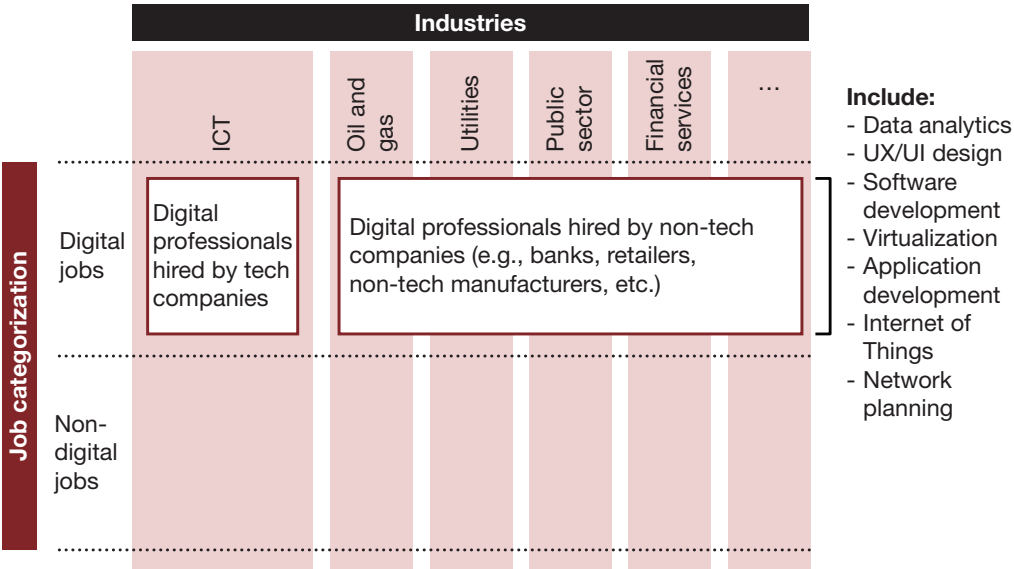 Industries
ICT
Oil and
gas
Utilities
Public
sector
Financial
services
...
Job categorization
Digital
jobs
Digital
professionals
hired by tech
companies
Digital professionals hired by non-tech
companies (e.g., banks, retailers,
non-tech manufacturers, etc.)
Non-
digital
jobs
Include:
- Data analytics
- UX/UI design
- Software
development
- Virtualization
- Application
development
- Internet of
Things
- Network
planning